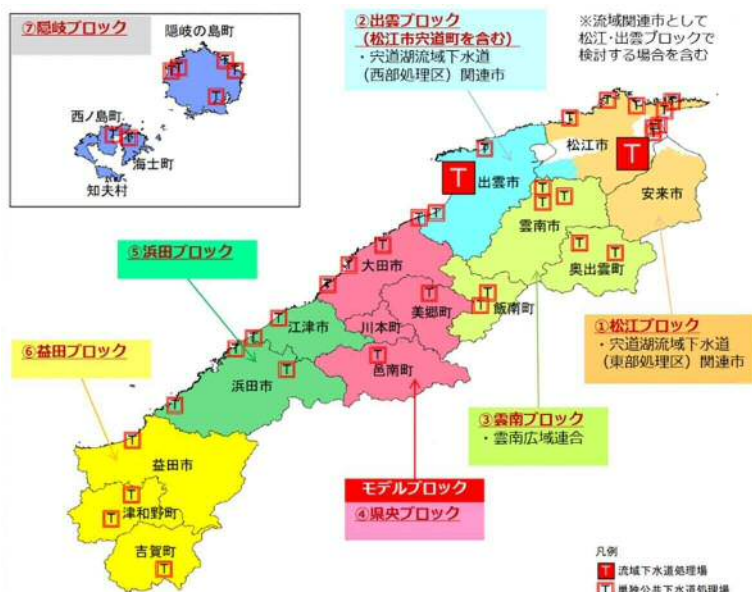 ⑦隠岐ブロック
隠岐の島町
西ノ島町
海士町
知夫村
②出雲ブロック
(松江市宍道町を含む)
・宍道湖流域下水道
(西部処理区)関連市
※流域関連市として
松江・出雲ブロックで
検討する場合を含む
松江市
T
T
出雲市
安来市
雲南市
奥出雲町
飯南町
⑤浜田ブロック
大田市
美郷町
川本町
江津市
邑南町
浜田市
①松江ブロック
・宍道湖流域下水道
(東部処理区)関連市
⑥益田ブロック
③雲南ブロック
・雲南広域連合
益田市
津和野町
吉賀町
モデルブロック
④県央ブロック
凡例
T 流域下水道処理場
T 単独公共下水道処理場